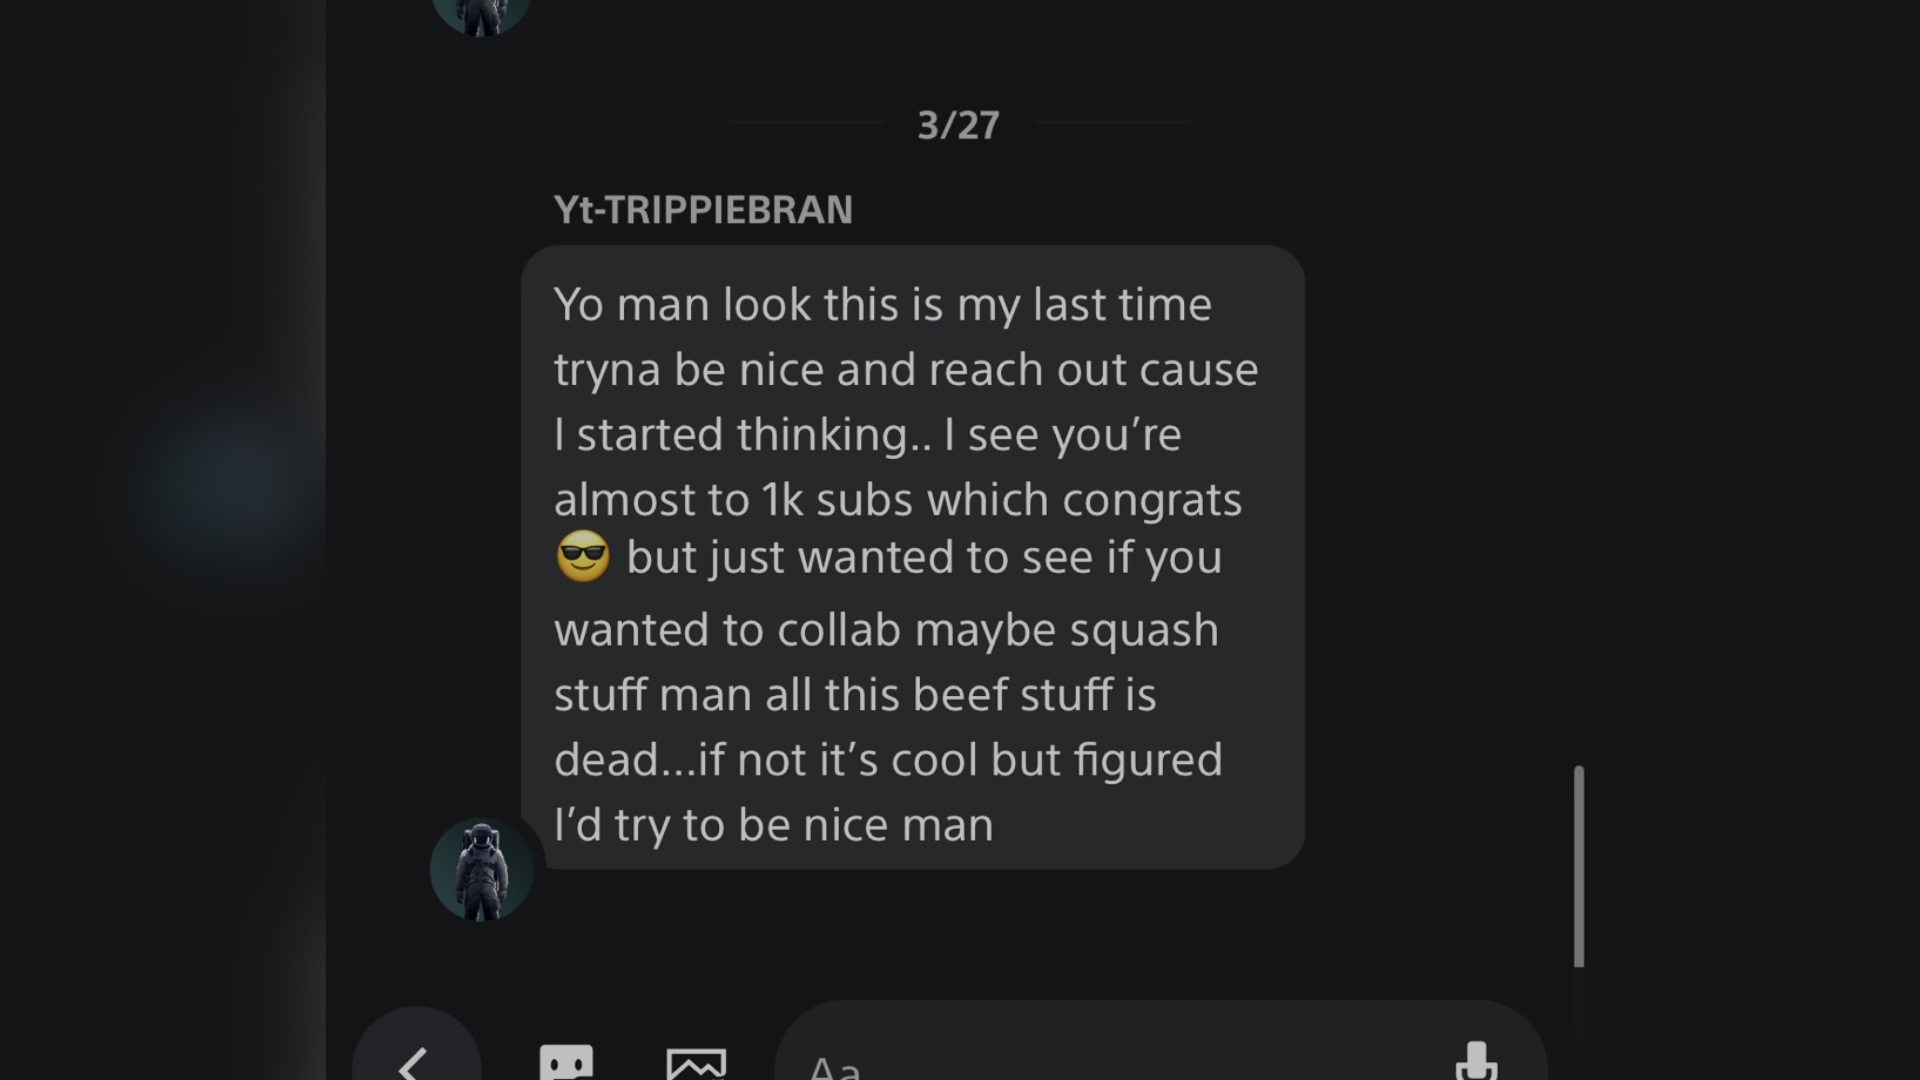 3/27
Yt-TRIPPIEBRAN
Yo man look this is my last time
tryna be nice and reach out cause
I started thinking.. I see you’re
almost to 1k subs which congrats
😎 but just wanted to see if you
wanted to collab maybe squash
stuff man all this beef stuff is
dead...if not it’s cool but figured
I’d try to be nice man
Aa